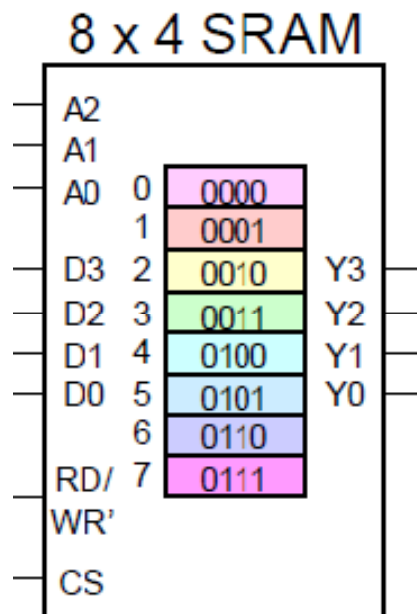 8 x 4 SRAM
A2
A1
A0 0 0000
1 0001
D3 2 0010 Y3
D2 3 0011 Y2
D1 4 0100 Y1
D0 5 0101 Y0
6 0110
RD/ 7 0111
WR’
CS